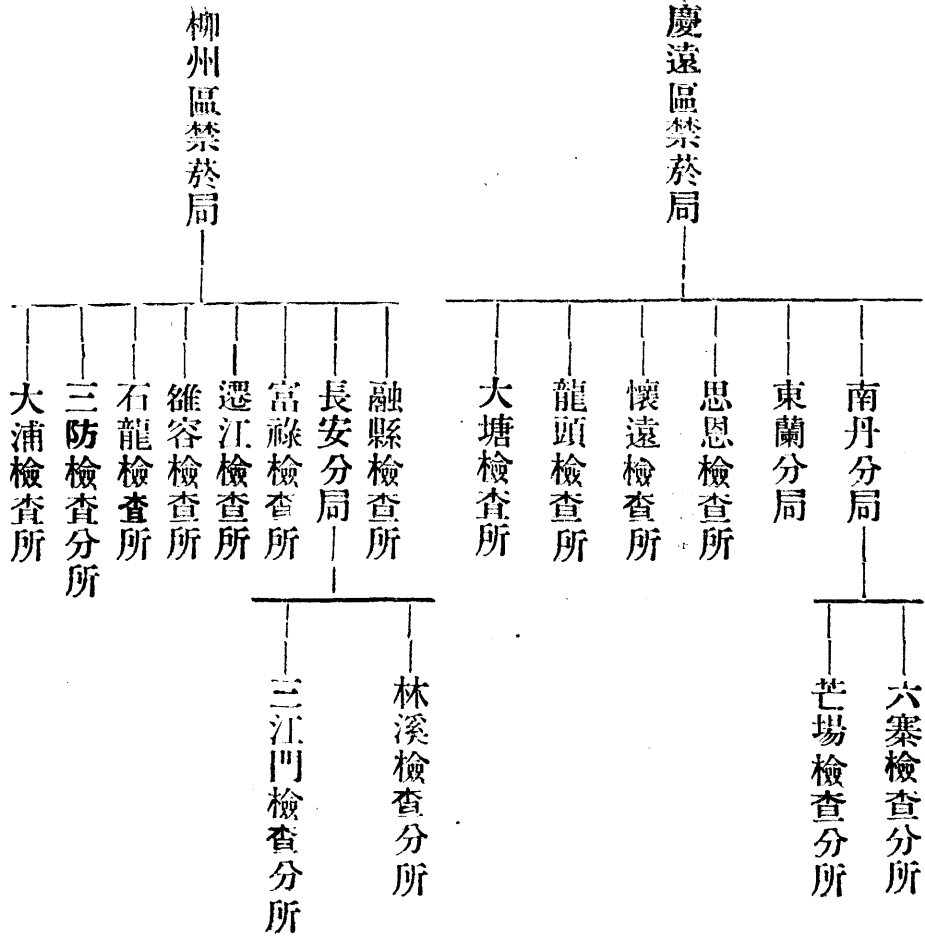 慶遠區禁菸局
南丹分局
六寨檢查分所
芒場檢查分所
東蘭分局
思恩檢查所
懷遠檢查所
龍頭檢查所
大塘檢查所
柳州區禁菸局
融縣檢查所
長安分局
林溪檢查分所
三江門檢查分所
富祿檢查所
遷江檢查所
雒容檢查所
石龍檢查所
三防檢查分所
大浦檢查所